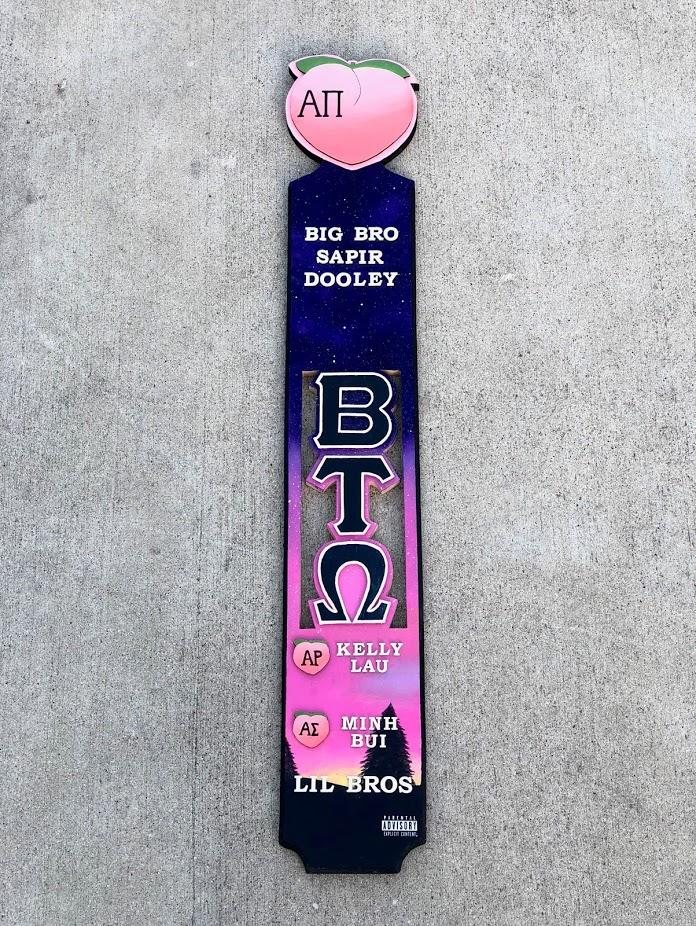 ΑΠ
BIG BRO
SAPIR
DOOLEY
Β
Τ
Ω
ΑΡ
KELLY
LAU
ΑΣ
MINH
BUI
LIL BROS
PARENTAL
ADVISORY
EXPLICIT CONTENT